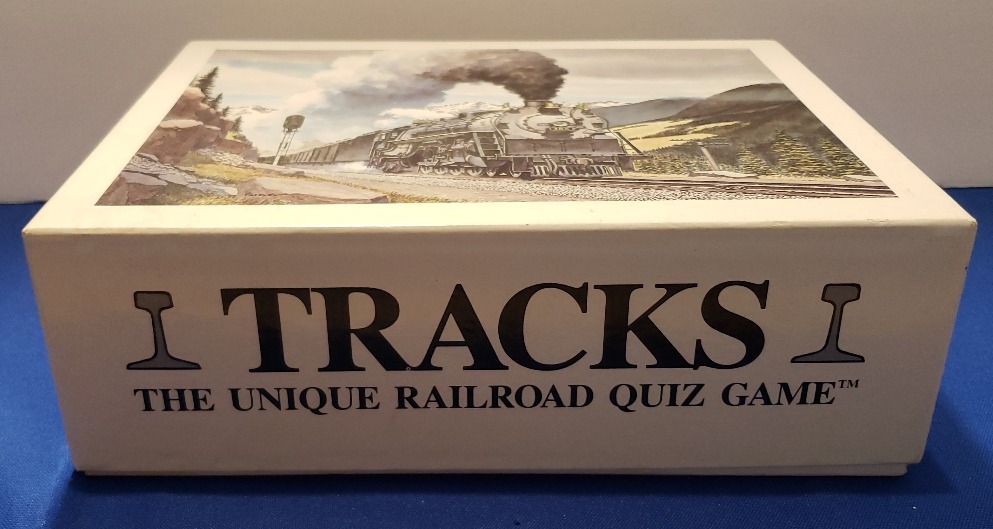 TRACKS
THE UNIQUE RAILROAD QUIZ GAME™